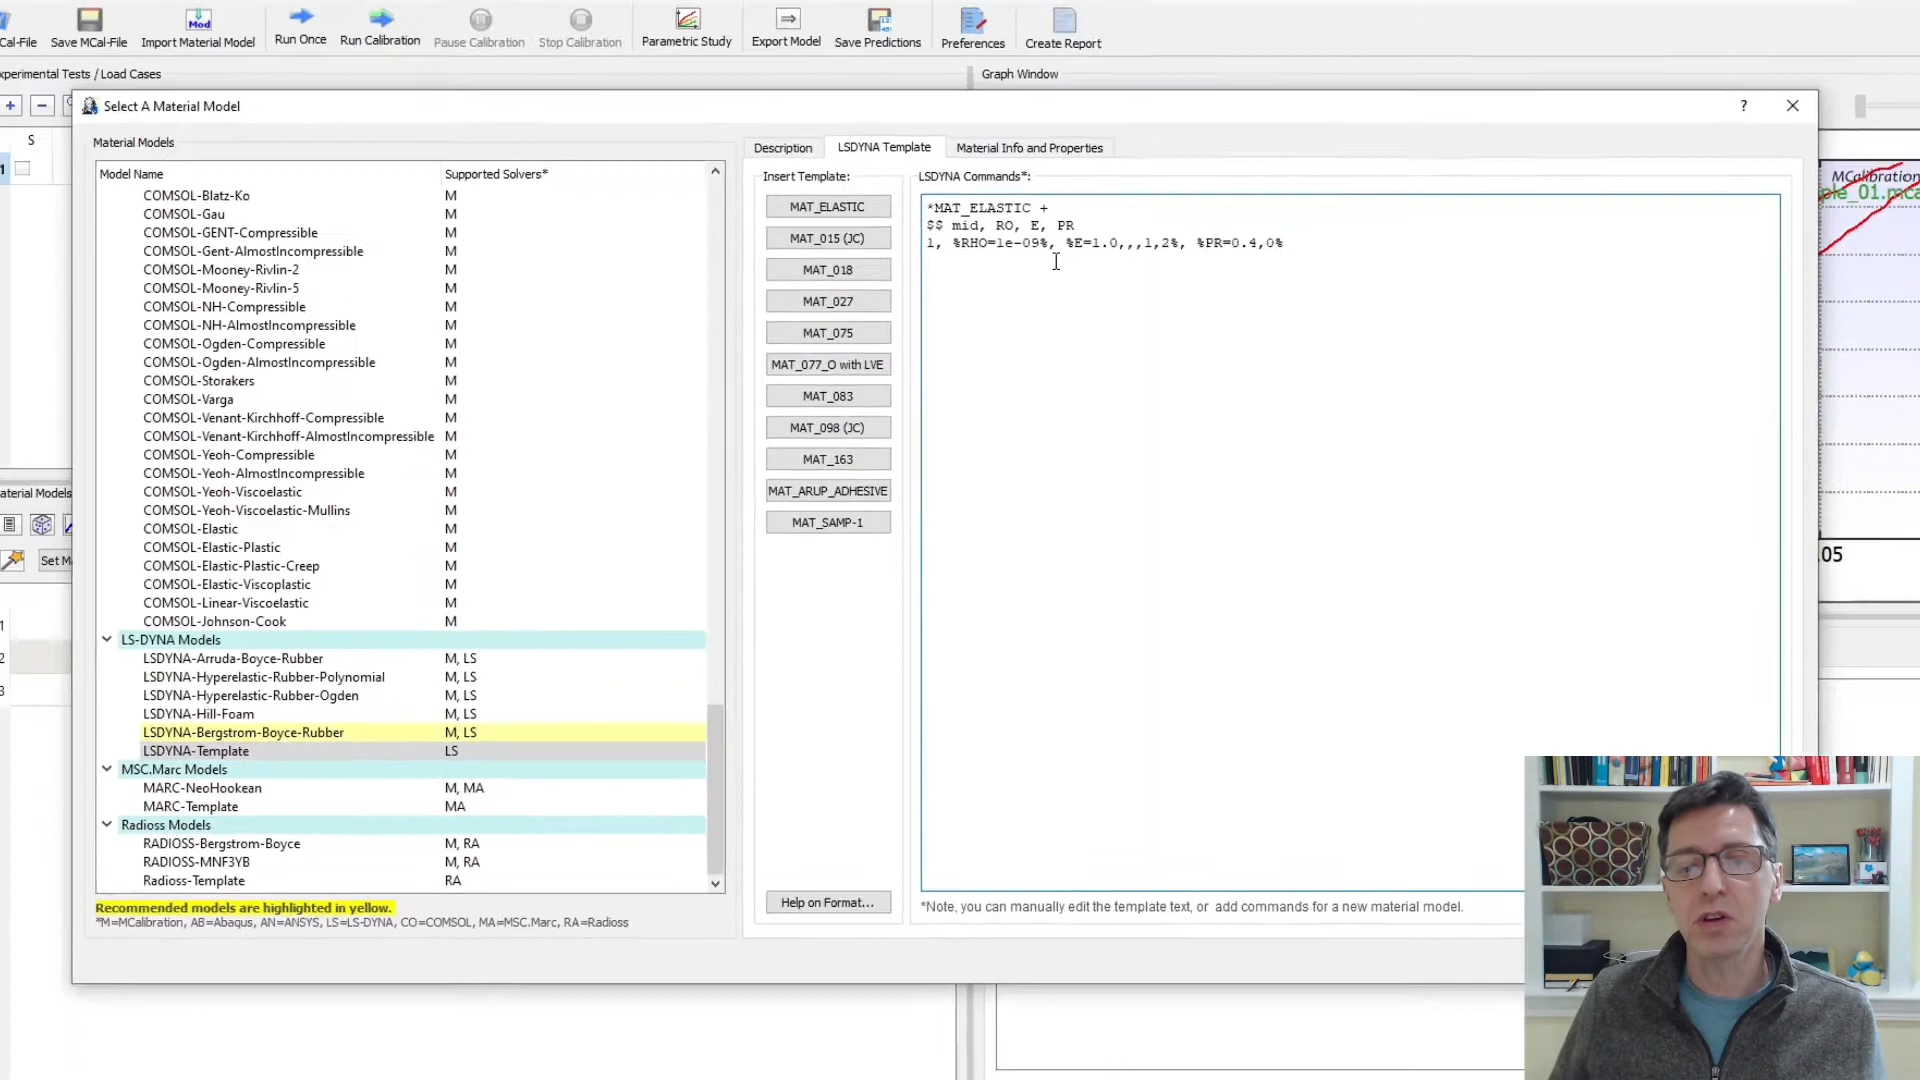 Cal-File
Save MCal-File
Mod
Import Material Model
Run Once
Run Calibration
Pause Calibration
Stop Calibration
Parametric Study
Export Model
Save Predictions
Preferences
Create Report
xperimental Tests / Load Cases
Graph Window
S
1
Select A Material Model
?
Material Models
Model Name Supported Solvers*
COMSOL-Blatz-Ko M
COMSOL-Gau M
COMSOL-GENT-Compressible M
COMSOL-Gent-AlmostIncompressible M
COMSOL-Mooney-Rivlin-2 M
COMSOL-Mooney-Rivlin-5 M
COMSOL-NH-Compressible M
COMSOL-NH-AlmostIncompressible M
COMSOL-Ogden-Compressible M
COMSOL-Ogden-AlmostIncompressible M
COMSOL-Storakers M
COMSOL-Varga M
COMSOL-Venant-Kirchhoff-Compressible M
COMSOL-Venant-Kirchhoff-AlmostIncompressible M
COMSOL-Yeoh-Compressible M
COMSOL-Yeoh-AlmostIncompressible M
COMSOL-Yeoh-Viscoelastic M
COMSOL-Yeoh-Viscoelastic-Mullins M
COMSOL-Elastic M
COMSOL-Elastic-Plastic M
COMSOL-Elastic-Plastic-Creep M
COMSOL-Elastic-Viscoplastic M
COMSOL-Linear-Viscoelastic M
COMSOL-Johnson-Cook M
LS-DYNA Models
LSDYNA-Arruda-Boyce-Rubber M, LS
LSDYNA-Hyperelastic-Rubber-Polynomial M, LS
LSDYNA-Hyperelastic-Rubber-Ogden M, LS
LSDYNA-Hill-Foam M, LS
LSDYNA-Bergstrom-Boyce-Rubber M, LS
LSDYNA-Template LS
MSC.Marc Models
MARC-NeoHookean M, MA
MARC-Template MA
Radioss Models
RADIOSS-Bergstrom-Boyce M, RA
RADIOSS-MNF3YB M, RA
Radioss-Template RA
Recommended models are highlighted in yellow.
*M=MCalibration, AB=Abaqus, AN=ANSYS, LS=LS-DYNA, CO=COMSOL, MA=MSC.Marc, RA=Radioss
Description
LSDYNA Template
Material Info and Properties
Insert Template:
MAT_ELASTIC
MAT_015 (JC)
MAT_018
MAT_027
MAT_075
MAT_077_O with LVE
MAT_083
MAT_098 (JC)
MAT_163
MAT_ARUP_ADHESIVE
MAT_SAMP-1
Help on Format...
LSDYNA Commands*:
*MAT_ELASTIC +
$$ mid, RO, E, PR
1, %RHO=1e-09%, %E=1.0,,,1,2%, %PR=0.4,0%
*Note, you can manually edit the template text, or add commands for a new material model.
MCalibration
ple_01.mca
.05
aterial Models
Set M
1
2
3